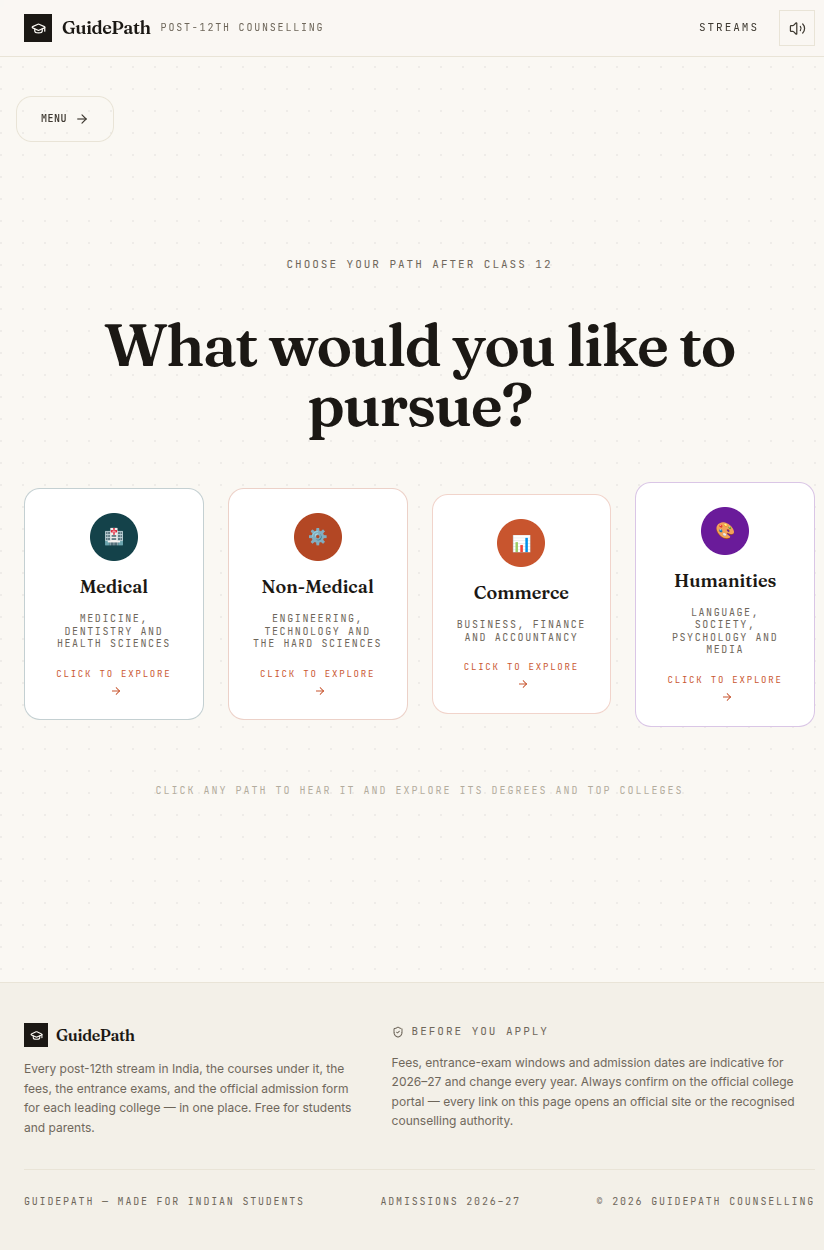 GuidePath POST-12TH COUNSELLING
STREAMS
MENU
CHOOSE YOUR PATH AFTER CLASS 12
What would you like to
pursue?
Medical
MEDICINE,
DENTISTRY AND
HEALTH SCIENCES
CLICK TO EXPLORE
Non-Medical
ENGINEERING,
TECHNOLOGY AND
THE HARD SCIENCES
CLICK TO EXPLORE
Commerce
BUSINESS, FINANCE
AND ACCOUNTANCY
CLICK TO EXPLORE
Humanities
LANGUAGE,
SOCIETY,
PSYCHOLOGY AND
MEDIA
CLICK TO EXPLORE
CLICK ANY PATH TO HEAR IT AND EXPLORE ITS DEGREES AND TOP COLLEGES
GuidePath
Every post-12th stream in India, the courses under it, the
fees, the entrance exams, and the official admission form
for each leading college — in one place. Free for students
and parents.
BEFORE YOU APPLY
Fees, entrance-exam windows and admission dates are indicative for
2026–27 and change every year. Always confirm on the official college
portal — every link on this page opens an official site or the recognised
counselling authority.
GUIDEPATH — MADE FOR INDIAN STUDENTS
ADMISSIONS 2026–27
© 2026 GUIDEPATH COUNSELLING